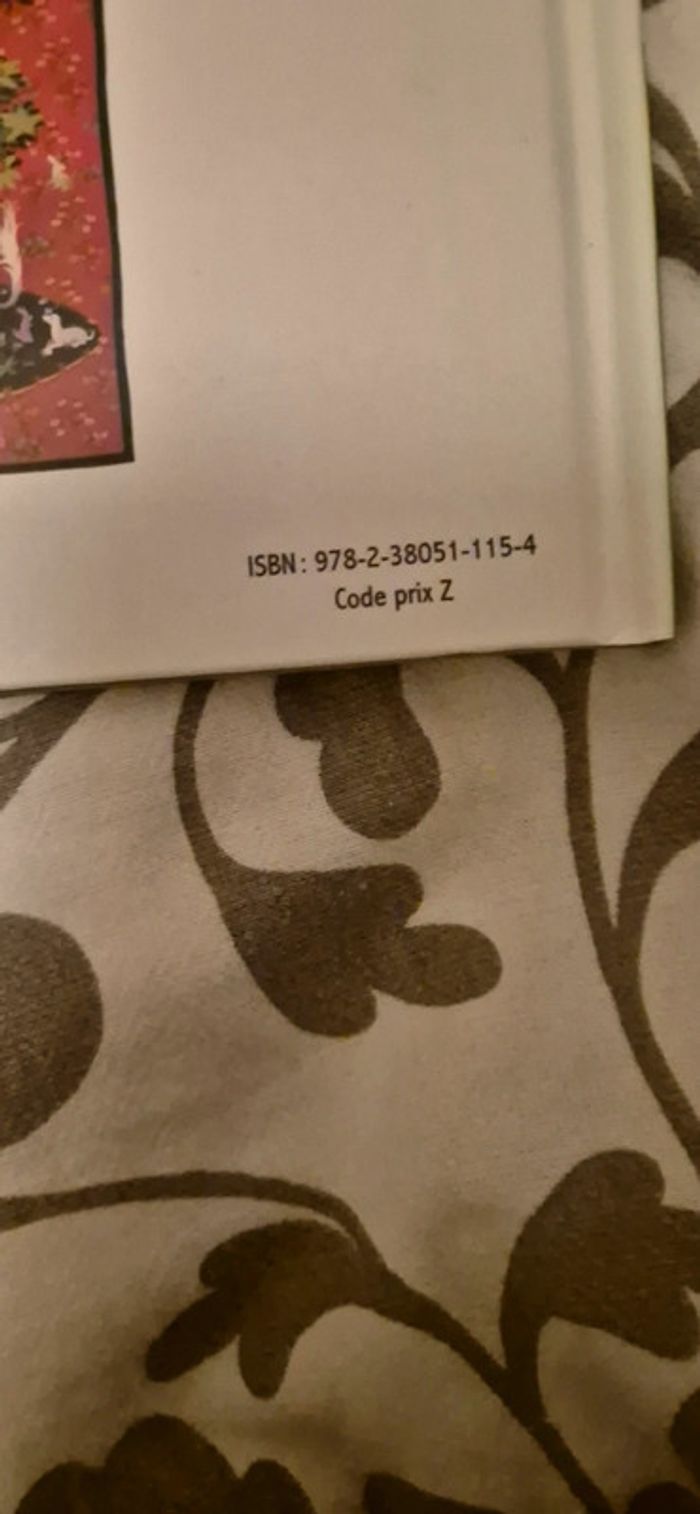 ISBN : 978-2-38051-115-4
Code prix Z